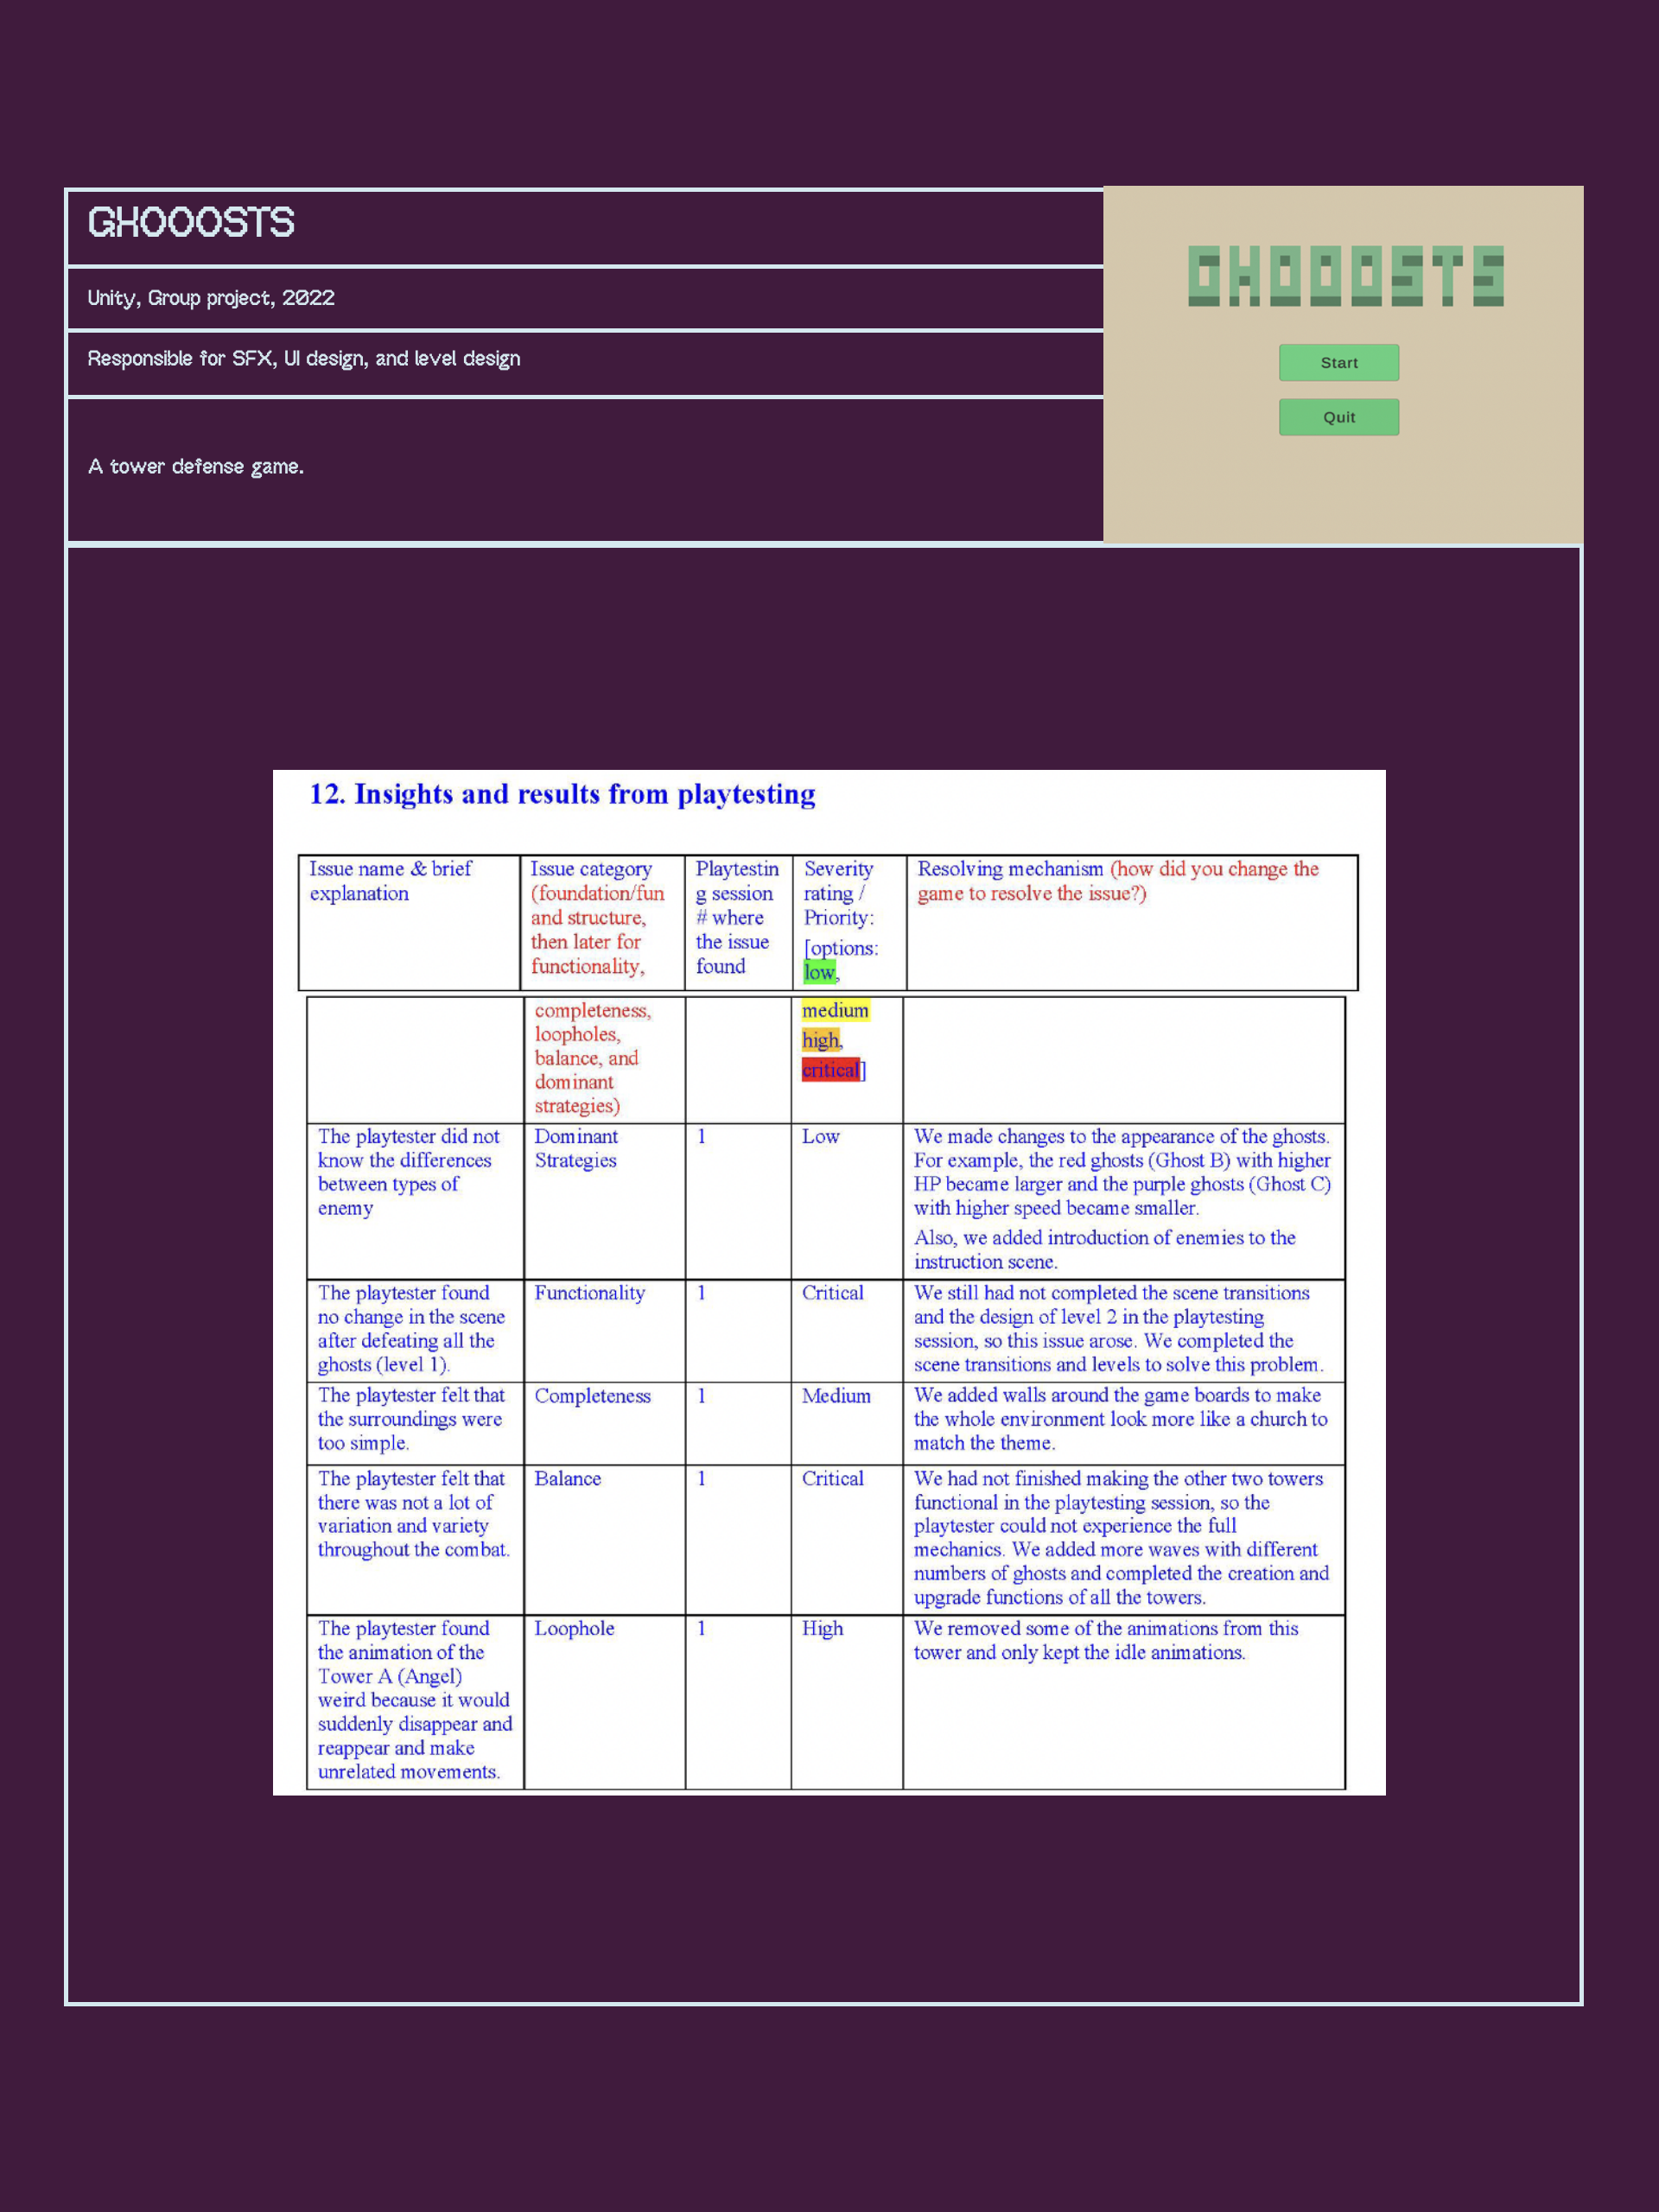 GHOOOSTS
Unity, Group project, 2022
Responsible for SFX, UI design, and level design
A tower defense game.
GHOOOSTS
Start
Quit
12. Insights and results from playtesting
Issue name & brief
explanation
Issue category
(foundation/fun
and structure,
then later for
functionality,
Playtestin
g session
# where
the issue
found
Severity
rating /
Priority:
[options:
low,
Resolving mechanism (how did you change the
game to resolve the issue?)
completeness,
loopholes,
balance, and
dominant
strategies)
medium
high,
critical]
The playtester did not
know the differences
between types of
enemy
Dominant
Strategies
1
Low
We made changes to the appearance of the ghosts.
For example, the red ghosts (Ghost B) with higher
HP became larger and the purple ghosts (Ghost C)
with higher speed became smaller.
Also, we added introduction of enemies to the
instruction scene.
The playtester found
no change in the scene
after defeating all the
ghosts (level 1).
Functionality
1
Critical
We still had not completed the scene transitions
and the design of level 2 in the playtesting
session, so this issue arose. We completed the
scene transitions and levels to solve this problem.
The playtester felt that
the surroundings were
too simple.
Completeness
1
Medium
We added walls around the game boards to make
the whole environment look more like a church to
match the theme.
The playtester felt that
there was not a lot of
variation and variety
throughout the combat.
Balance
1
Critical
We had not finished making the other two towers
functional in the playtesting session, so the
playtester could not experience the full
mechanics. We added more waves with different
numbers of ghosts and completed the creation and
upgrade functions of all the towers.
The playtester found
the animation of the
Tower A (Angel)
weird because it would
suddenly disappear and
reappear and make
unrelated movements.
Loophole
1
High
We removed some of the animations from this
tower and only kept the idle animations.